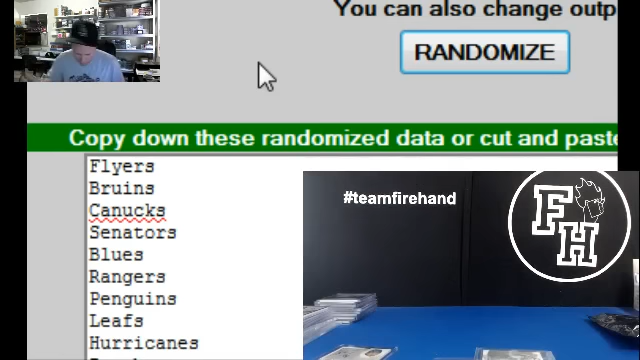 You can also change outp
RANDOMIZE
Copy down these randomized data or cut and paste
Flyers
Bruins
Canucks
Senators
Blues
Rangers
Penguins
Leafs
Hurricanes
#teamfirehand
FH